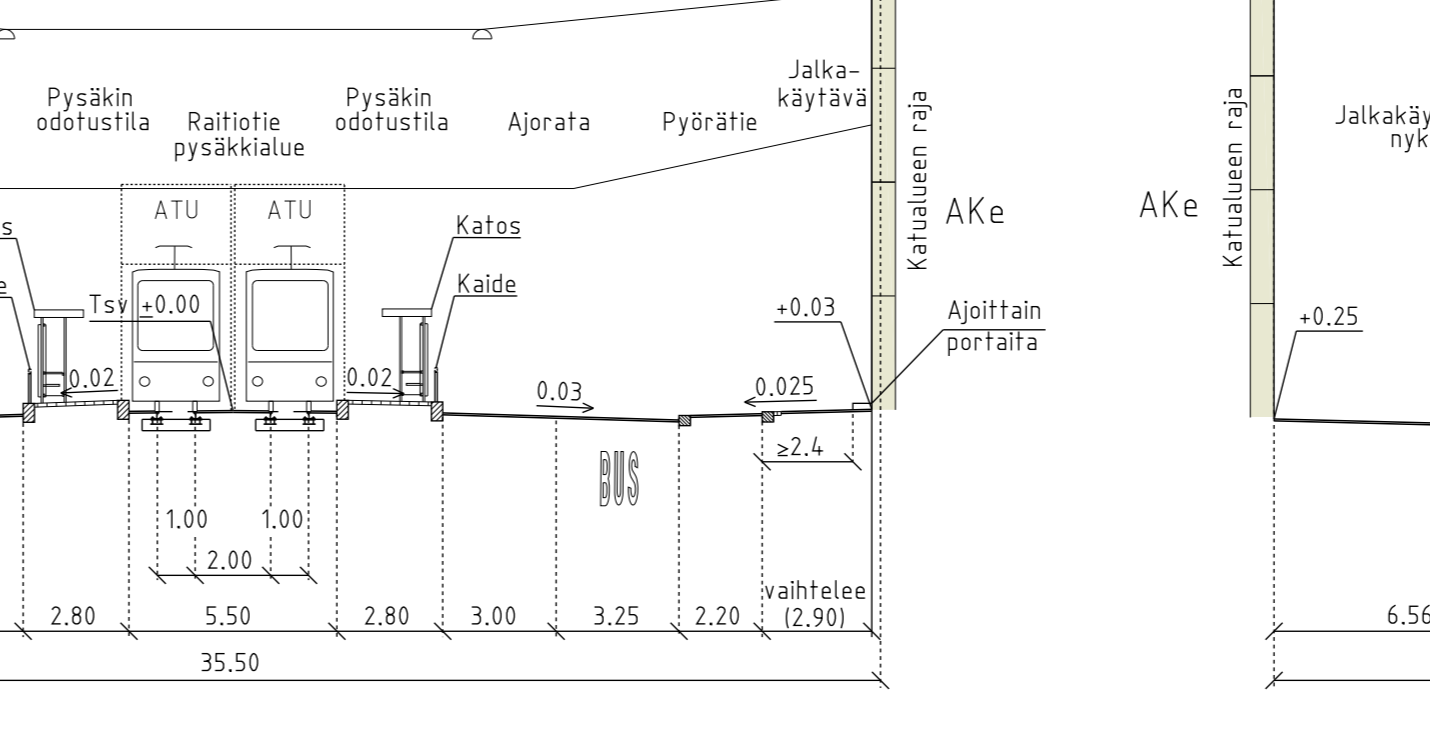 Pysäkin
odotustila
Raitiotie
pysäkkialue
Pysäkin
odotustila
Ajorata
Pyörätie
Jalka-
käytävä
Katualueen raja
AKe
AKe
Katualueen raja
ATU
ATU
s
Katos
e
Kaide
Tsv ±0.00
+0.03
Ajoittain
portaita
+0.25
0.02
0.02
0.03
0.025
≥2.4
BUS
1.00
1.00
2.00
vaihtelee
2.80
5.50
2.80
3.00
3.25
2.20
(2.90)
6.56
35.50